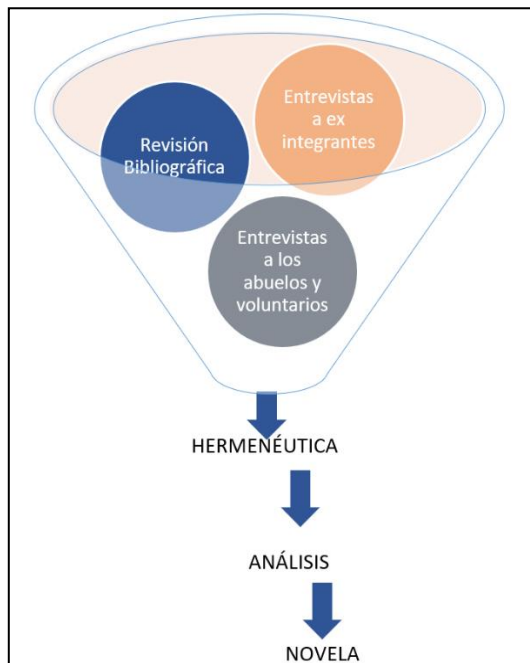 Revisión
Bibliográfica
Entrevistas
a ex
integrantes
Entrevistas
a los
abuelos y
voluntarios
HERMENÉUTICA
ANÁLISIS
NOVELA